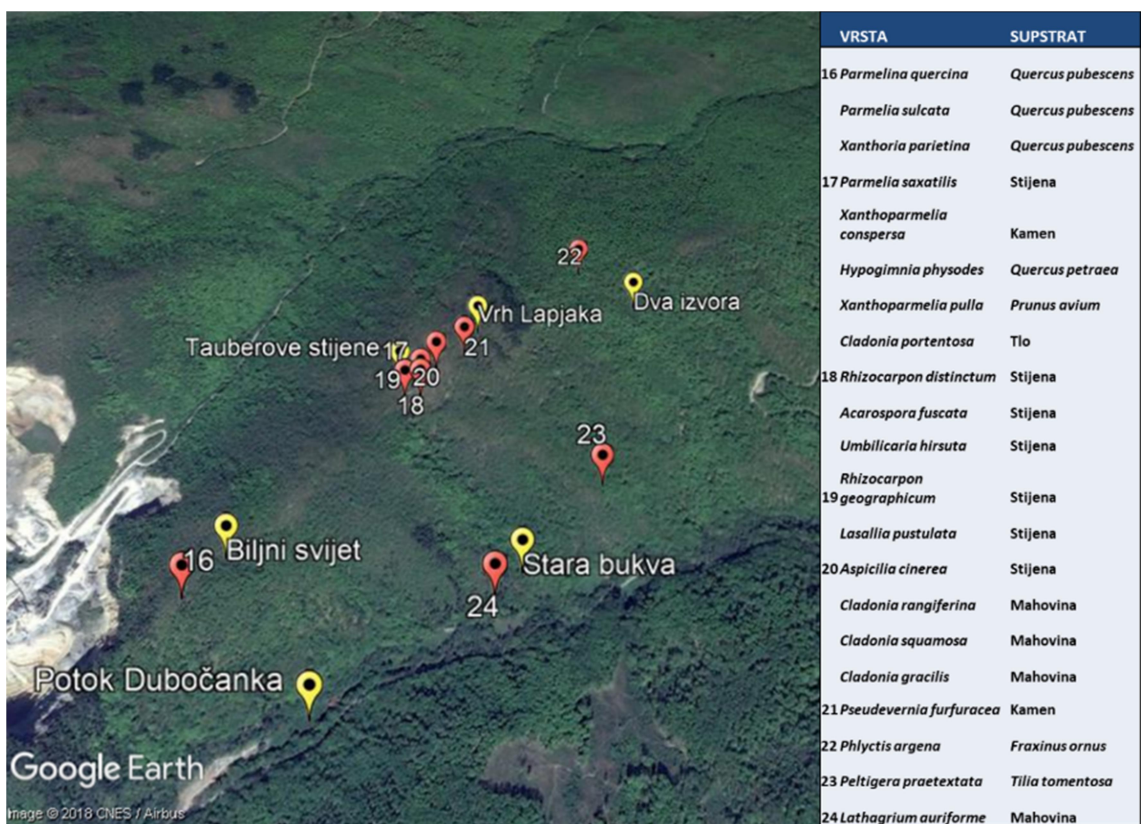 22
Dva izvora
Vrh Lapjaka
Tauberove stijene 17
21
19 20
18
23
16 Biljni svijet
Stara bukva
24
Potok Dubočanka
Google Earth
Image © 2018 CNES / Airbus
VRSTA SUPSTRAT
16 Parmelina quercina Quercus pubescens
Parmelia sulcata Quercus pubescens
Xanthoria parietina Quercus pubescens
17 Parmelia saxatilis Stijena
Xanthoparmelia
conspersa Kamen
Hypogimnia physodes Quercus petraea
Xanthoparmelia pulla Prunus avium
Cladonia portentosa Tlo
18 Rhizocarpon distinctum Stijena
Acarospora fuscata Stijena
Umbilicaria hirsuta Stijena
Rhizocarpon
19 geographicum Stijena
Lasallia pustulata Stijena
20 Aspicilia cinerea Stijena
Cladonia rangiferina Mahovina
Cladonia squamosa Mahovina
Cladonia gracilis Mahovina
21 Pseudevernia furfuracea Kamen
22 Phlyctis argena Fraxinus ornus
23 Peltigera praetextata Tilia tomentosa
24 Lathagrium auriforme Mahovina